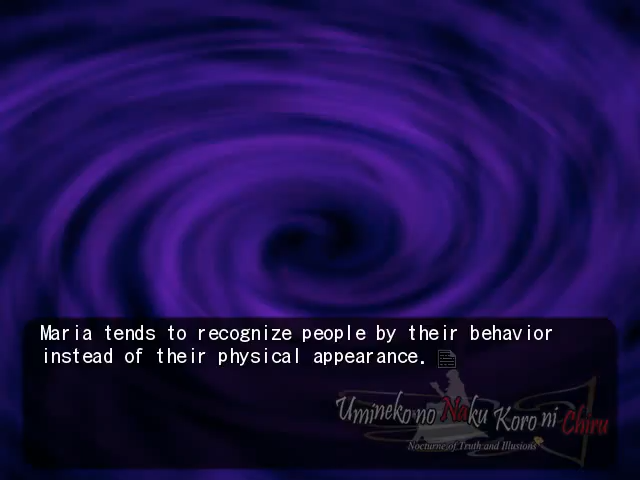 Maria tends to recognize people by their behavior
instead of their physical appearance.
Umineko no Naku Koro ni Chiru
Nocturne of Truth and Illusions